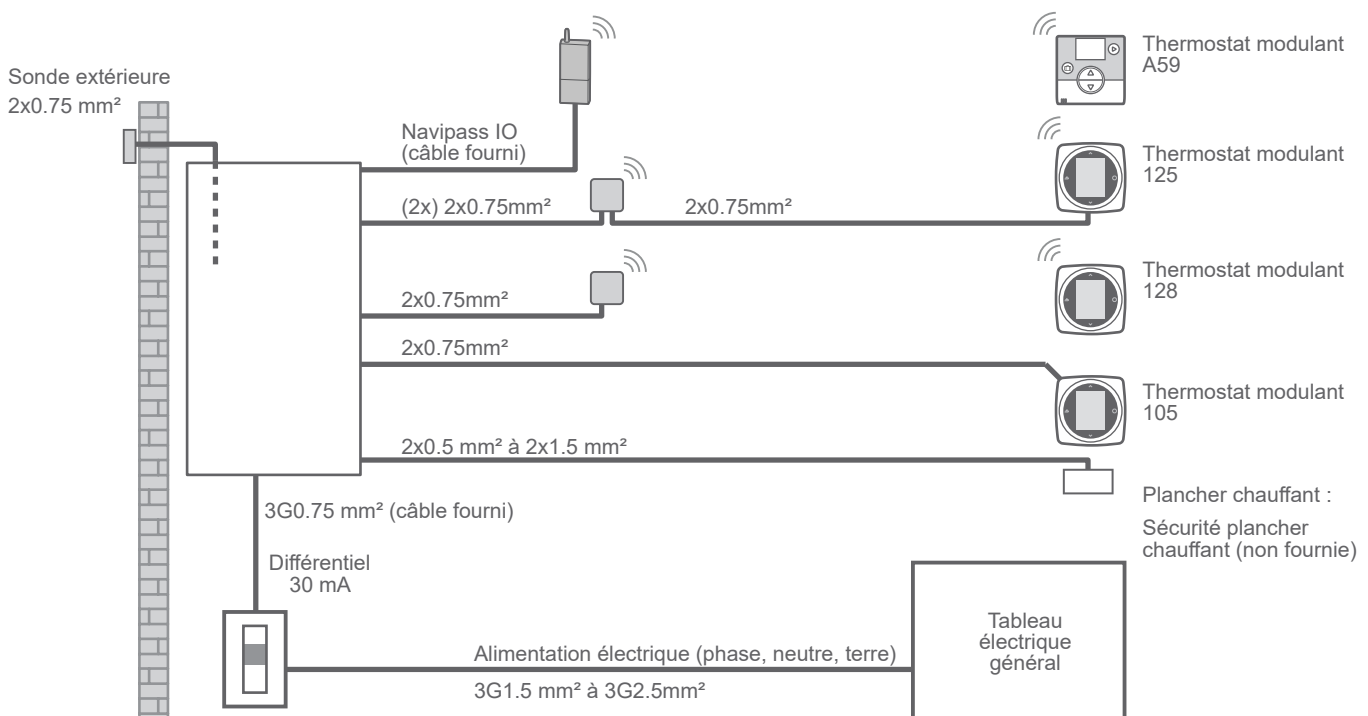 Sonde extérieure
2x0.75 mm²
Navipass IO
(câble fourni)
Thermostat modulant
A59
(2x) 2x0.75mm²
2x0.75mm²
Thermostat modulant
125
2x0.75mm²
Thermostat modulant
128
2x0.75mm²
Thermostat modulant
105
2x0.5 mm² à 2x1.5 mm²
Plancher chauffant :
Sécurité plancher
chauffant (non fournie)
3G0.75 mm² (câble fourni)
Différentiel
30 mA
Alimentation électrique (phase, neutre, terre)
3G1.5 mm² à 3G2.5mm²
Tableau
électrique
général